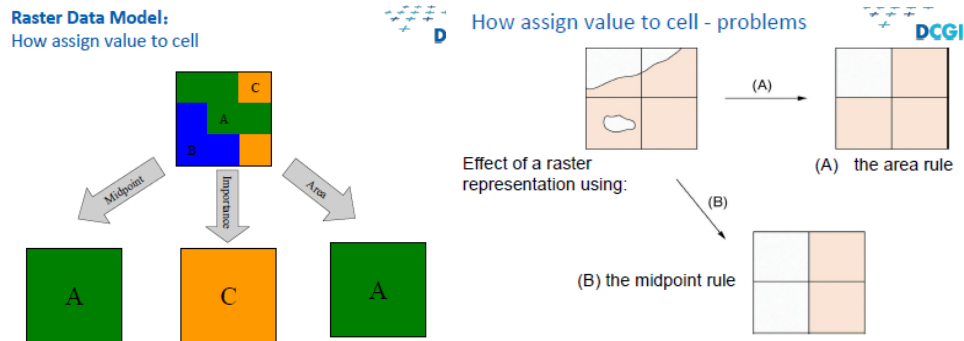 Raster Data Model:
How assign value to cell
D
C
A
B
Midpoint
Importance
Area
A
C
A
How assign value to cell - problems
DCGI
(A)
Effect of a raster
representation using:
(A) the area rule
(B)
(B) the midpoint rule